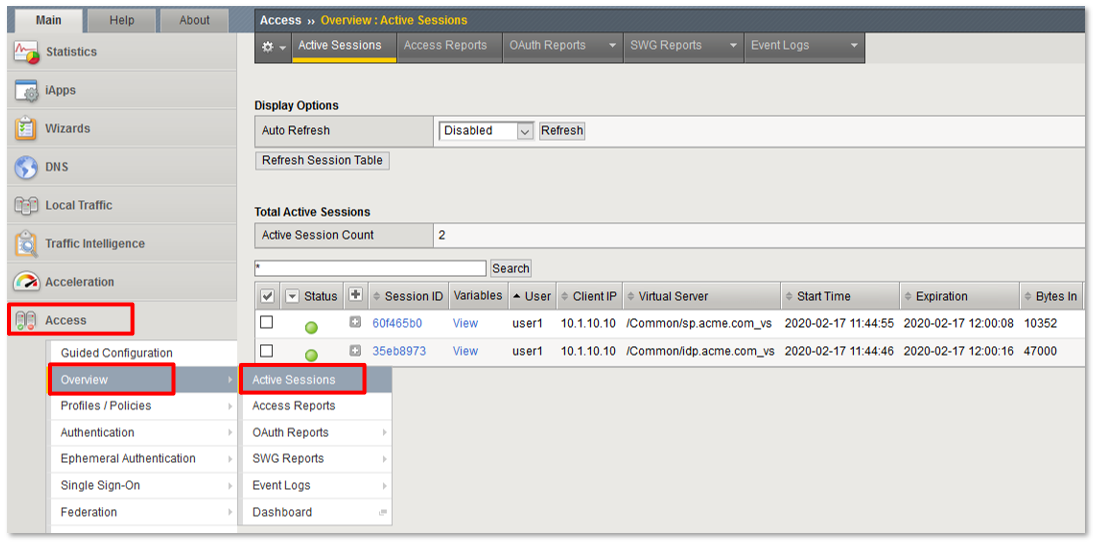 Main Help About
Access ›› Overview : Active Sessions
Active Sessions Access Reports OAuth Reports SWG Reports Event Logs
Statistics
iApps
Wizards
DNS
Local Traffic
Traffic Intelligence
Acceleration
Access
Guided Configuration
Overview
Profiles / Policies
Authentication
Ephemeral Authentication
Single Sign-On
Federation
Active Sessions
Access Reports
OAuth Reports
SWG Reports
Event Logs
Dashboard
Display Options
Auto Refresh Disabled Refresh
Refresh Session Table
Total Active Sessions
Active Session Count 2
* Search
Status Session ID Variables User Client IP Virtual Server Start Time Expiration Bytes In
60f465b0 View user1 10.1.10.10 /Common/sp.acme.com_vs 2020-02-17 11:44:55 2020-02-17 12:00:08 10352
35eb8973 View user1 10.1.10.10 /Common/idp.acme.com_vs 2020-02-17 11:44:46 2020-02-17 12:00:16 47000